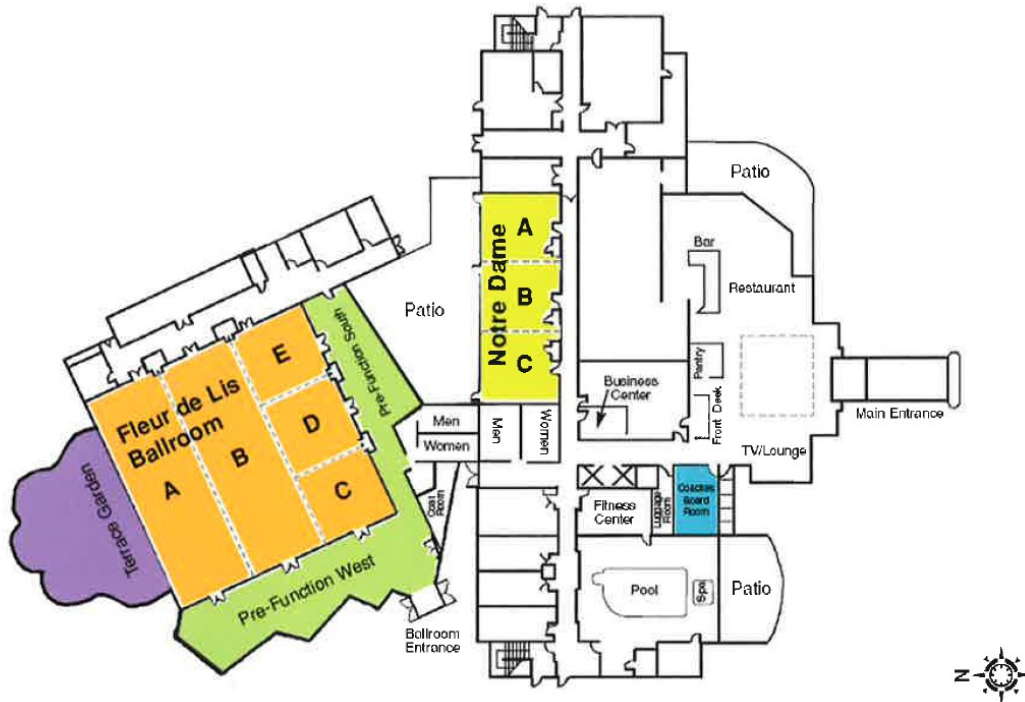 Patio
A
Notre Dame
B
C
Bar
Restaurant
Patio
Pre-Function South
E
Fleur de Lis
Ballroom
D
B
A
C
Pantry
Business
Center
Front Desk
Main Entrance
Men
Women
Men
Women
TV/Lounge
Terrace Garden
Coat
Room
Fitness
Center
Luggage
Room
Coaches
Board
Room
Pre-Function West
Pool
Spa
Patio
Ballroom
Entrance
N